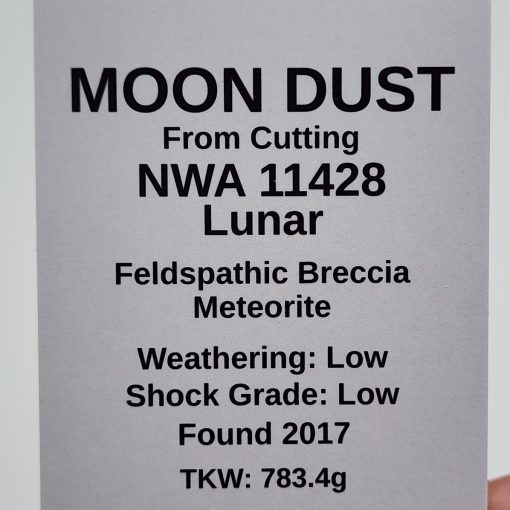 MOON DUST
From Cutting
NWA 11428
Lunar
Feldspathic Breccia
Meteorite
Weathering: Low
Shock Grade: Low
Found 2017
TKW: 783.4g